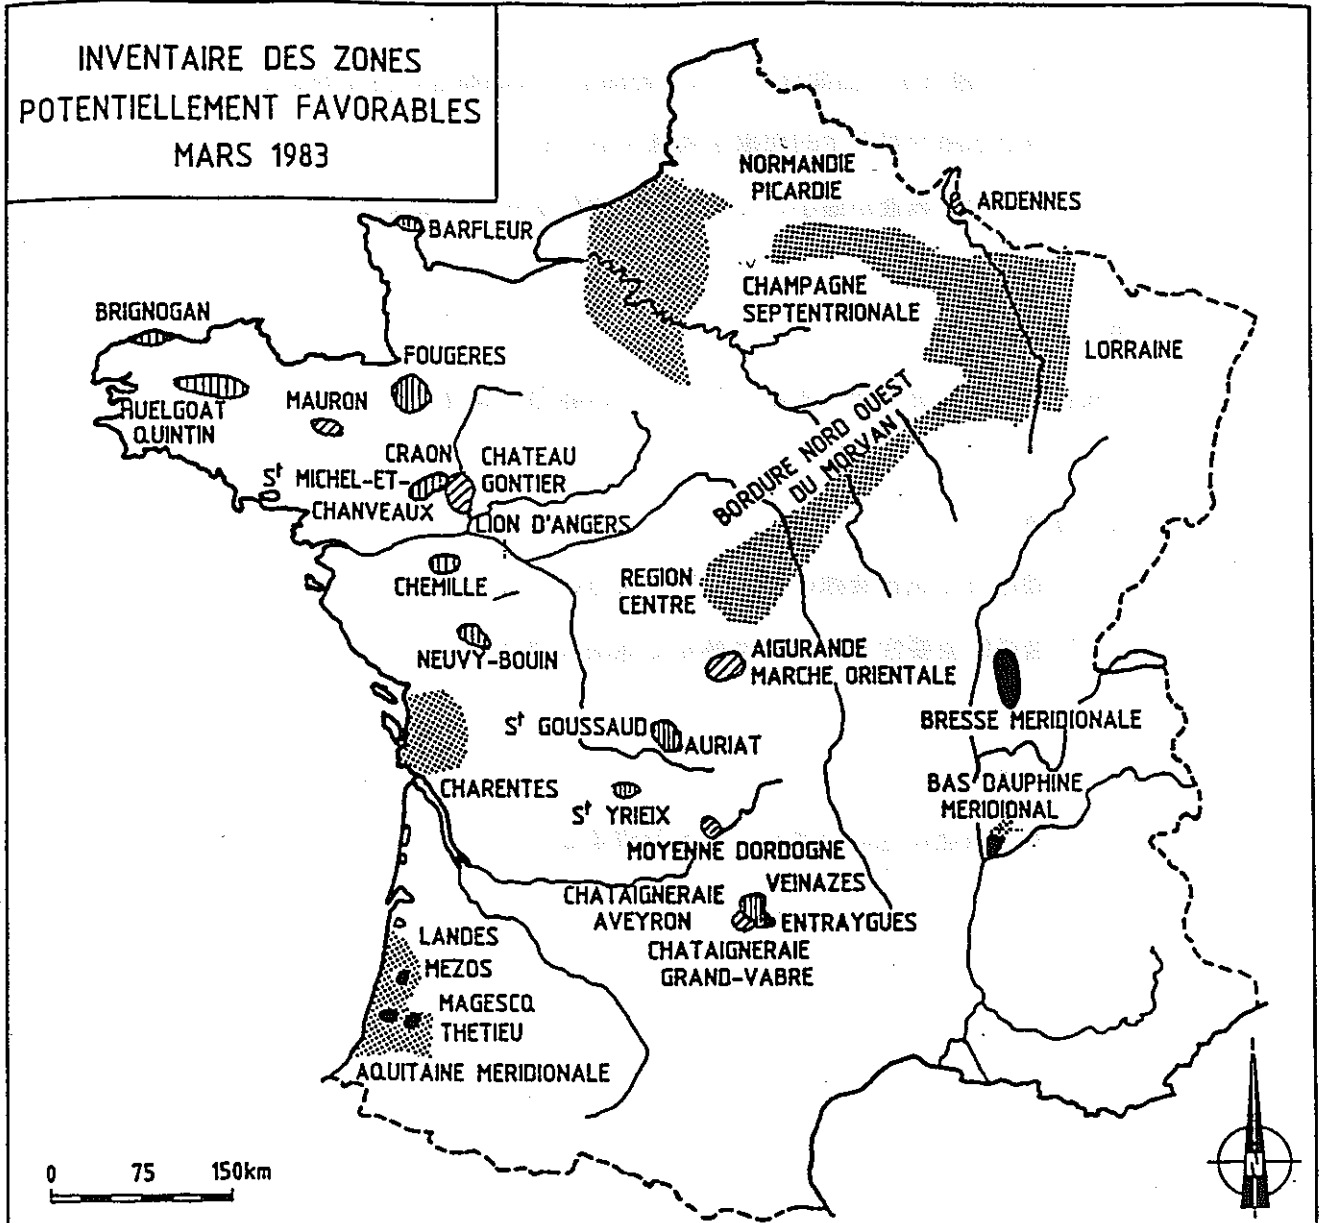 INVENTAIRE DES ZONES
POTENTIELLEMENT FAVORABLES
MARS 1983
NORMANDIE
PICARDIE
ARDENNES
BARFLEUR
CHAMPAGNE
SEPTENTRIONALE
BRIGNOGAN
LORRAINE
FOUGERES
HUELGOAT
QUINTIN
MAURON
BORDURE NORD OUEST
DU MORVAN
CRAON
CHATEAU
GONTIER
St MICHEL-ET-
CHANVEAUX
LION D'ANGERS
CHEMILLE
REGION
CENTRE
NEUVY-BOUIN
AIGURANDE
MARCHE ORIENTALE
BRESSE MERIDIONALE
St GOUSSAUD
AURIAT
CHARENTES
St YRIEIX
BAS DAUPHINE
MERIDIONAL
MOYENNE DORDOGNE
VEINAZES
CHATAIGNERAIE
AVEYRON
ENTRAYGUES
CHATAIGNERAIE
GRAND-VABRE
LANDES
MEZOS
MAGESCQ
THETIEU
AQUITAINE MERIDIONALE
0 75 150km